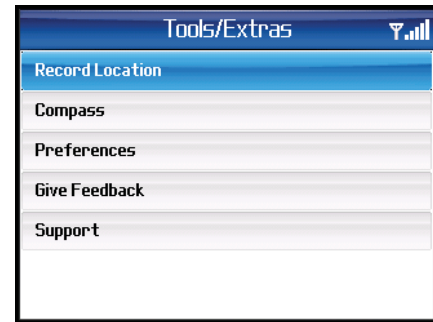 Tools/Extras
Record Location
Compass
Preferences
Give Feedback
Support